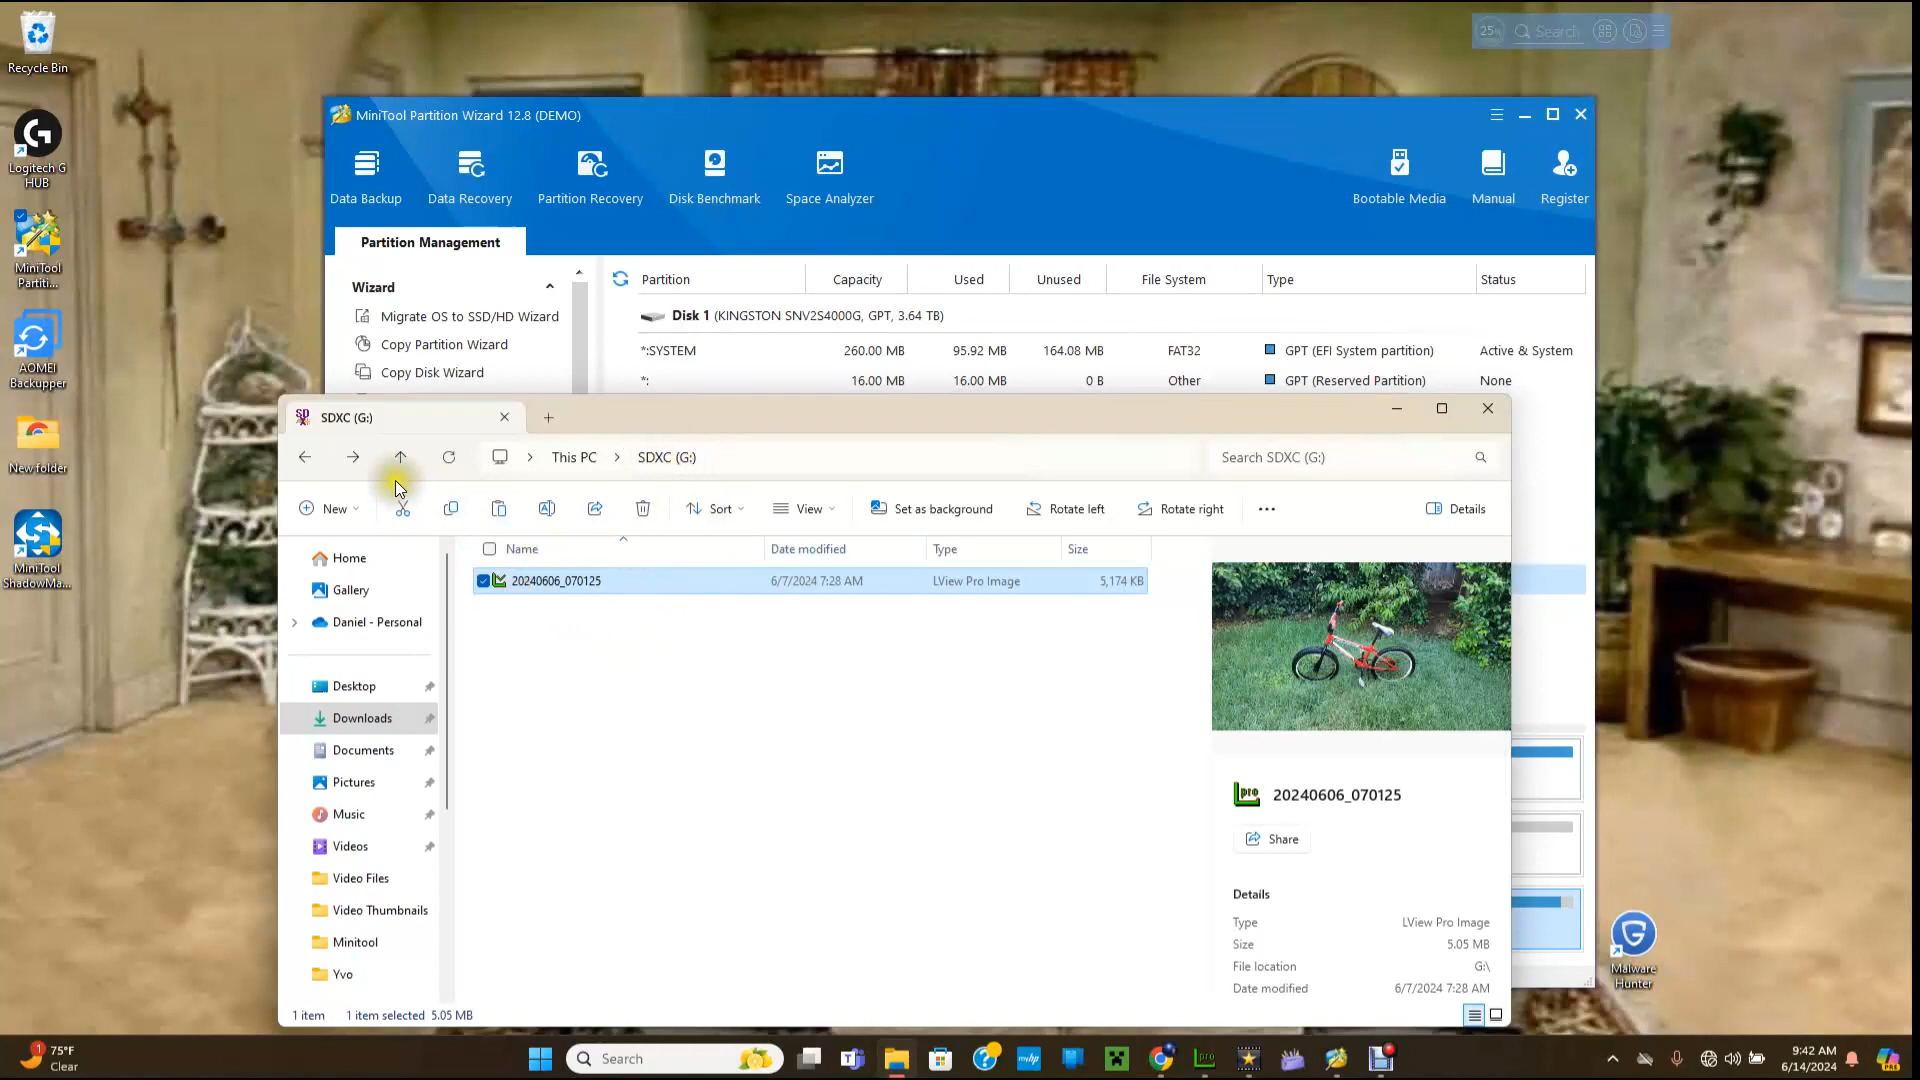 Recycle Bin
Logitech G
HUB
MiniTool
Partiti...
AOMEI
Backupper
New folder
MiniTool
ShadowMa...
25%
Search
MiniTool Partition Wizard 12.8 (DEMO)
Data Backup
Data Recovery
Partition Recovery
Disk Benchmark
Space Analyzer
Bootable Media
Manual
Register
Partition Management
Wizard
Migrate OS to SSD/HD Wizard
Copy Partition Wizard
Copy Disk Wizard
Partition Capacity Used Unused File System Type Status
Disk 1 (KINGSTON SNV2S4000G, GPT, 3.64 TB)
*:SYSTEM 260.00 MB 95.92 MB 164.08 MB FAT32 GPT (EFI System partition) Active & System
*: 16.00 MB 16.00 MB 0 B Other GPT (Reserved Partition) None
SDXC (G:)
This PC > SDXC (G:)
Search SDXC (G:)
New
Sort
View
Set as background
Rotate left
Rotate right
Details
Home
Gallery
Daniel - Personal
Desktop
Downloads
Documents
Pictures
Music
Videos
Video Files
Video Thumbnails
Minitool
Yvo
Name Date modified Type Size
20240606_070125 6/7/2024 7:28 AM LView Pro Image 5,174 KB
pro
20240606_070125
Share
Details
Type LView Pro Image
Size 5.05 MB
File location G:\
Date modified 6/7/2024 7:28 AM
1 item 1 item selected 5.05 MB
Malware
Hunter
1
75°F
Clear
Search
9:42 AM
6/14/2024